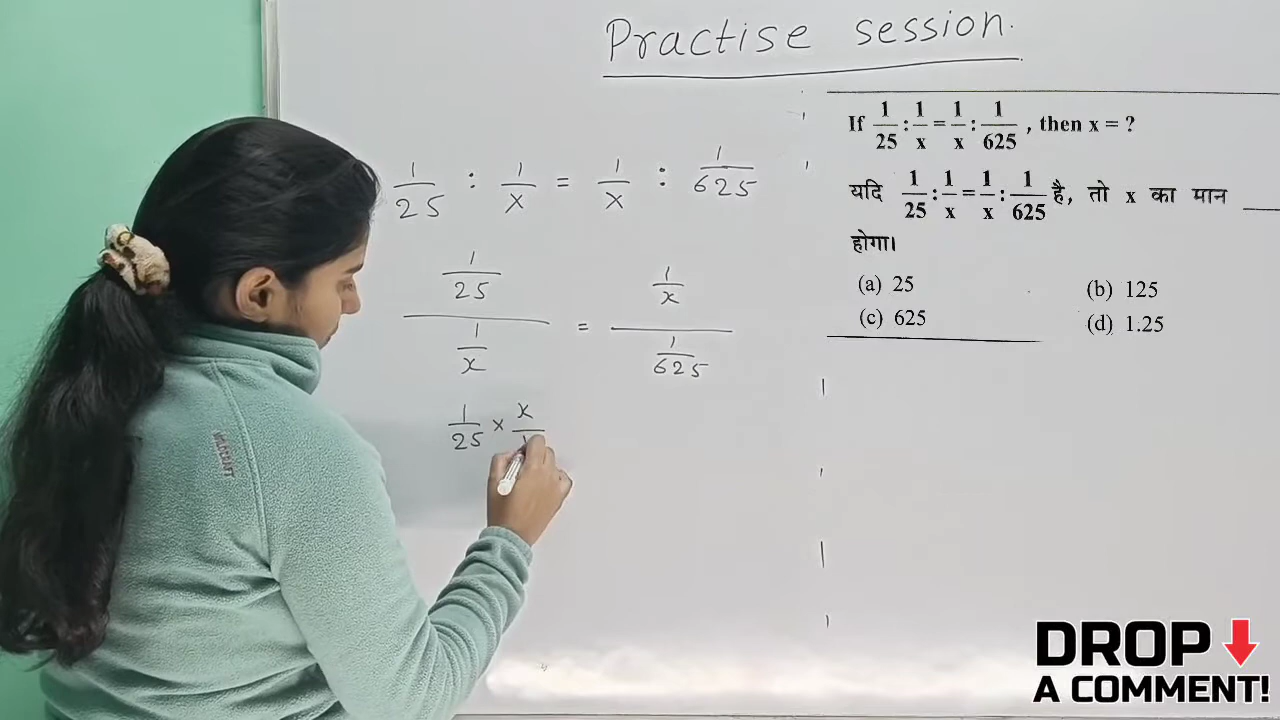 Practise session.
1/25 : 1/x = 1/x : 1/625
1/25 / 1/x = 1/x / 1/625
1/25 × x/1
If 1/25 : 1/x = 1/x : 1/625 , then x = ?
यदि 1/25 : 1/x = 1/x : 1/625 है, तो x का मान ___
होगा।
(a) 25 (b) 125
(c) 625 (d) 1.25
DROP
A COMMENT!